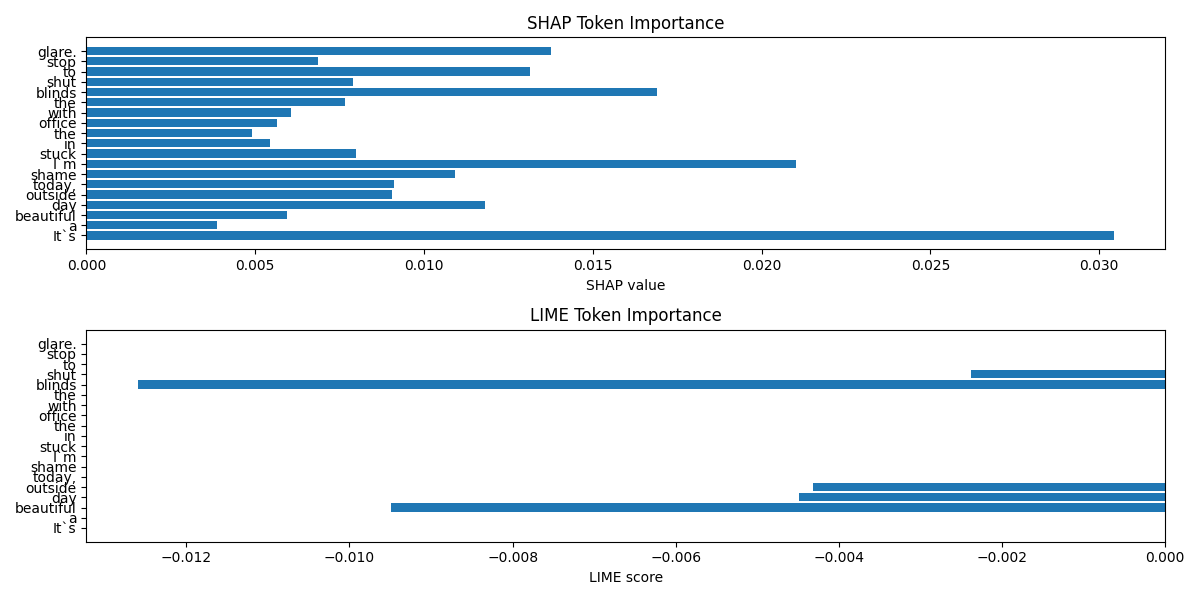 SHAP Token Importance
glare.
stop
to
shut
blinds
the
with
office
the
in
stuck
I`m
shame
today,
outside
day
beautiful
a
It`s
0.000 0.005 0.010 0.015 0.020 0.025 0.030
SHAP value
LIME Token Importance
glare.
stop
to
shut
blinds
the
with
office
the
in
stuck
I`m
shame
today,
outside
day
beautiful
a
It`s
−0.012 −0.010 −0.008 −0.006 −0.004 −0.002 0.000
LIME score